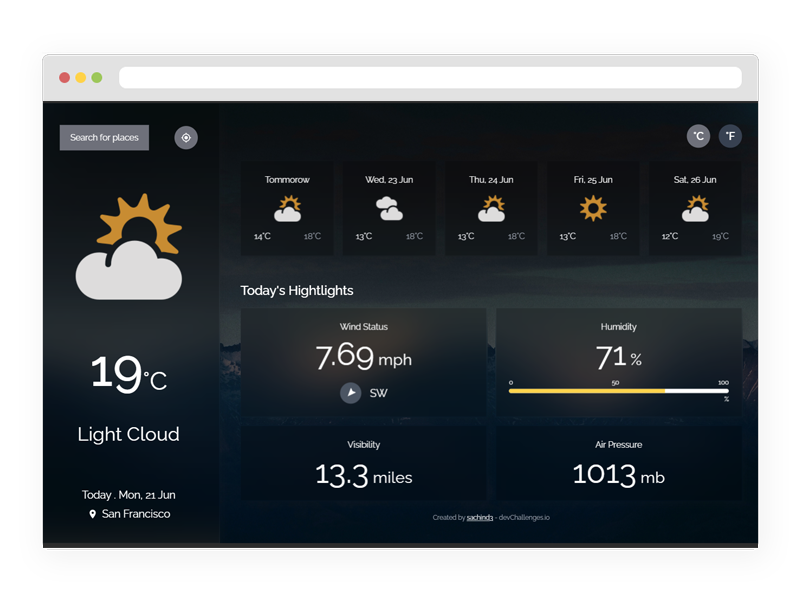 Search for places
19°C
Light Cloud
Today . Mon, 21 Jun
San Francisco
°C °F
Tommorow
14°C 18°C
Wed, 23 Jun
13°C 18°C
Thu, 24 Jun
13°C 18°C
Fri, 25 Jun
13°C 18°C
Sat, 26 Jun
12°C 19°C
Today's Hightlights
Wind Status
7.69 mph
SW
Humidity
71 %
0 50 100
%
Visibility
13.3 miles
Air Pressure
1013 mb
Created by sachind3 - devChallenges.io